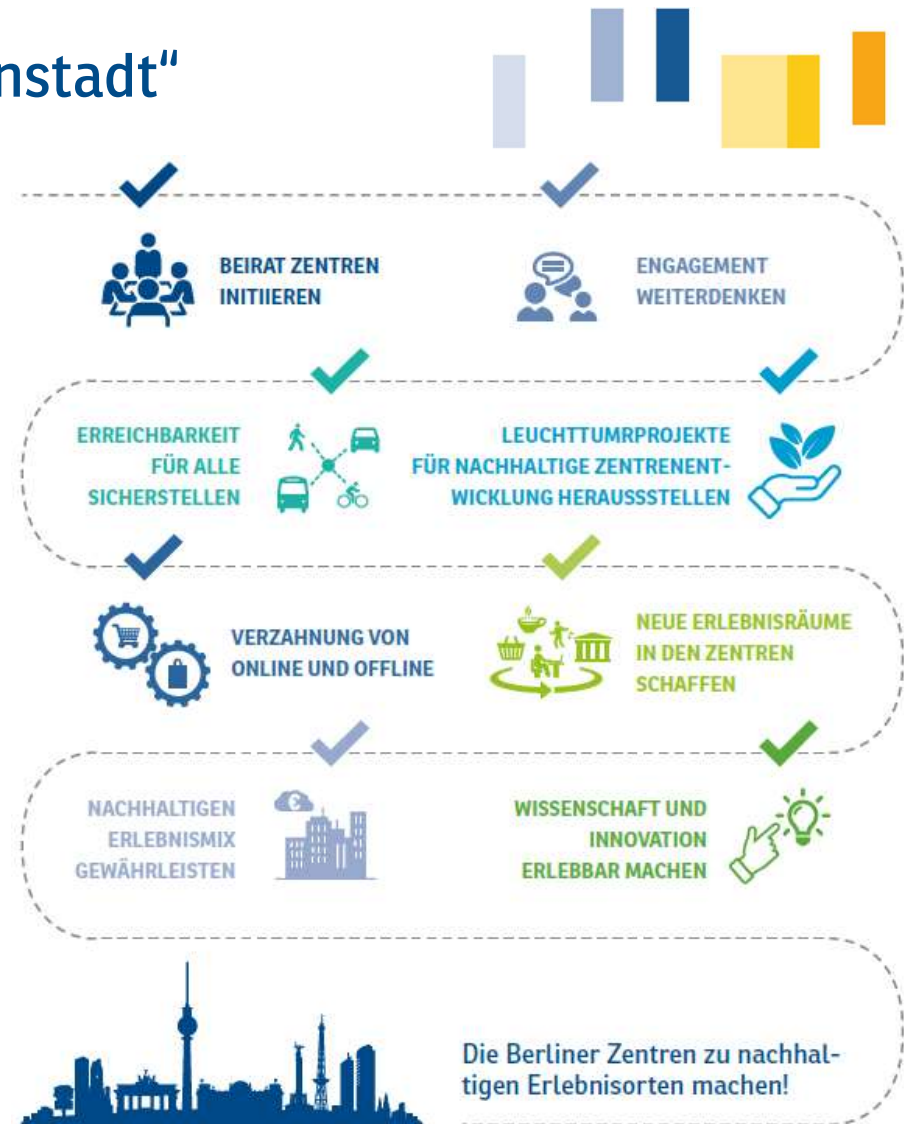 nstadt“
BEIRAT ZENTREN
INITIIEREN
ENGAGEMENT
WEITERDENKEN
ERREICHBARKEIT
FÜR ALLE
SICHERSTELLEN
LEUCHTTUMRPROJEKTE
FÜR NACHHALTIGE ZENTRENENT-
WICKLUNG HERAUSSSTELLEN
VERZAHNUNG VON
ONLINE UND OFFLINE
NEUE ERLEBNISRÄUME
IN DEN ZENTREN
SCHAFFEN
NACHHALTIGEN
ERLEBNISMIX
GEWÄHRLEISTEN
€
WISSENSCHAFT UND
INNOVATION
ERLEBBAR MACHEN
Die Berliner Zentren zu nachhal-
tigen Erlebnisorten machen!